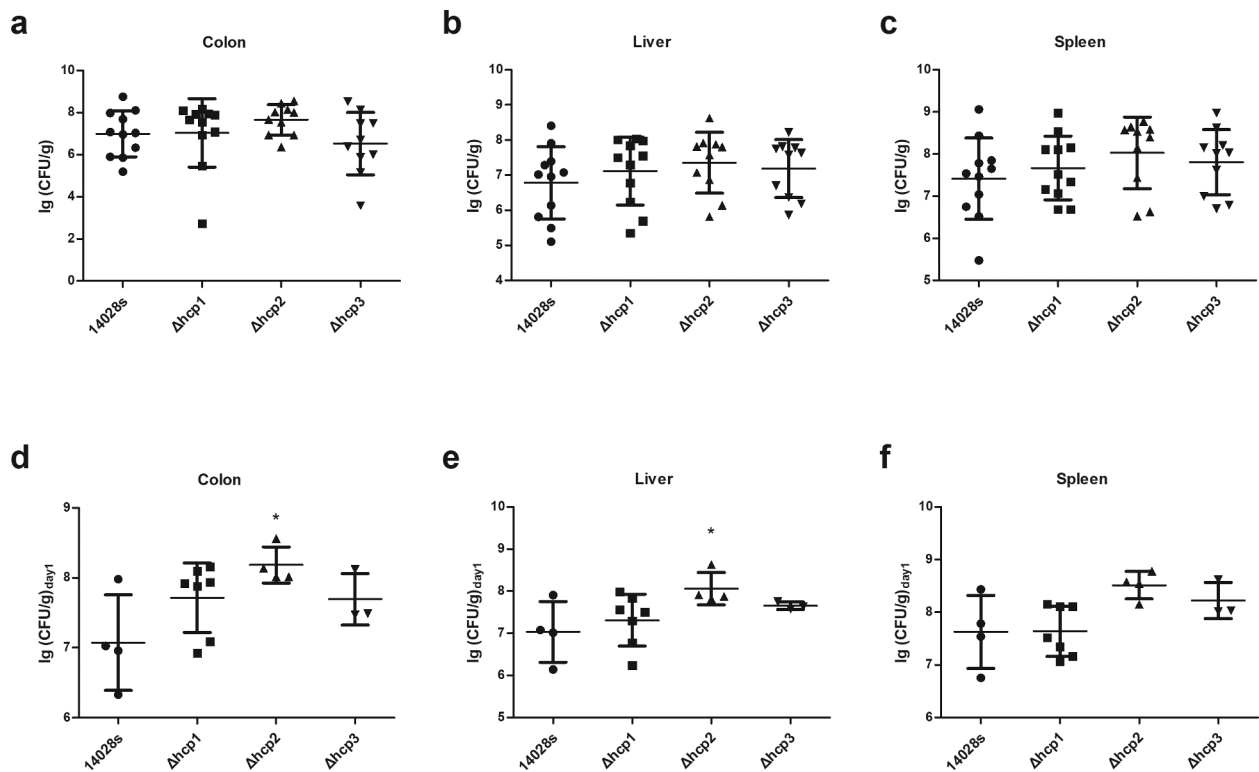 a
Colon
lg (CFU/g)
10
8
6
4
2
0
14028s
Δhcp1
Δhcp2
Δhcp3
b
Liver
lg (CFU/g)
10
9
8
7
6
5
4
14028s
Δhcp1
Δhcp2
Δhcp3
c
Spleen
lg (CFU/g)
10
9
8
7
6
5
14028s
Δhcp1
Δhcp2
Δhcp3
d
Colon
lg (CFU/g)day1
9
8
7
6
*
14028s
Δhcp1
Δhcp2
Δhcp3
e
Liver
lg (CFU/g)day1
10
9
8
7
6
5
*
14028s
Δhcp1
Δhcp2
Δhcp3
f
Spleen
lg (CFU/g)day1
10
9
8
7
6
14028s
Δhcp1
Δhcp2
Δhcp3